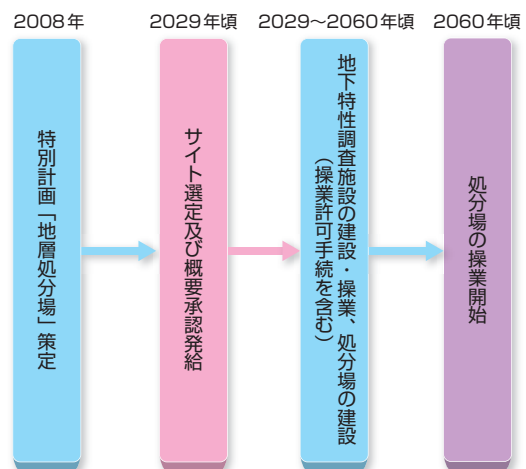 2008年
特別計画「地層処分場」策定
2029年頃
サイト選定及び概要承認発給
2029～2060年頃
地下特性調査施設の建設・操業、処分場の建設
（操業許可手続を含む）
2060年頃
処分場の操業開始